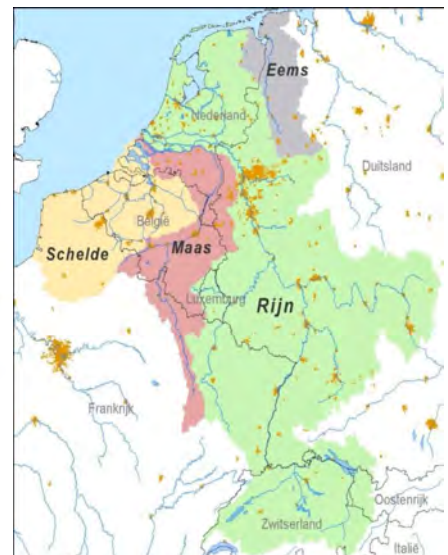 Eems
Nederland
Duitsland
België
Schelde
Maas
Luxemburg
Rijn
Frankrijk
Oostenrijk
Zwitserland
Italië